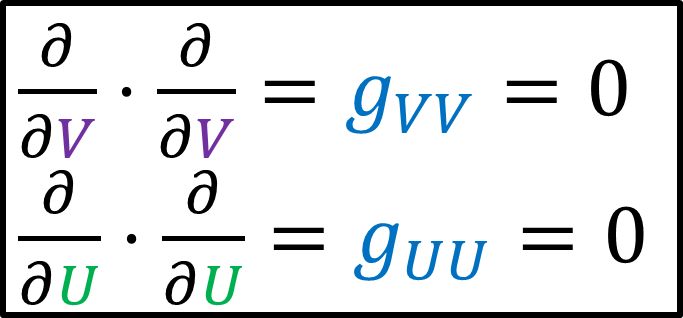 ∂/∂V · ∂/∂V = g_VV = 0
∂/∂U · ∂/∂U = g_UU = 0